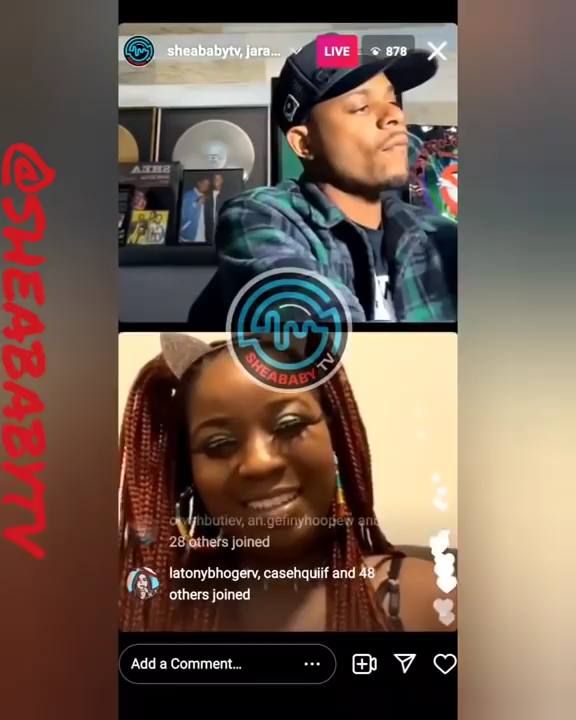 sheababytv, jara...
LIVE
878
@SHEABABYTV
SHEABABY TV
28 others joined
latonybhogerv, casehquiif and 48
others joined
Add a Comment...